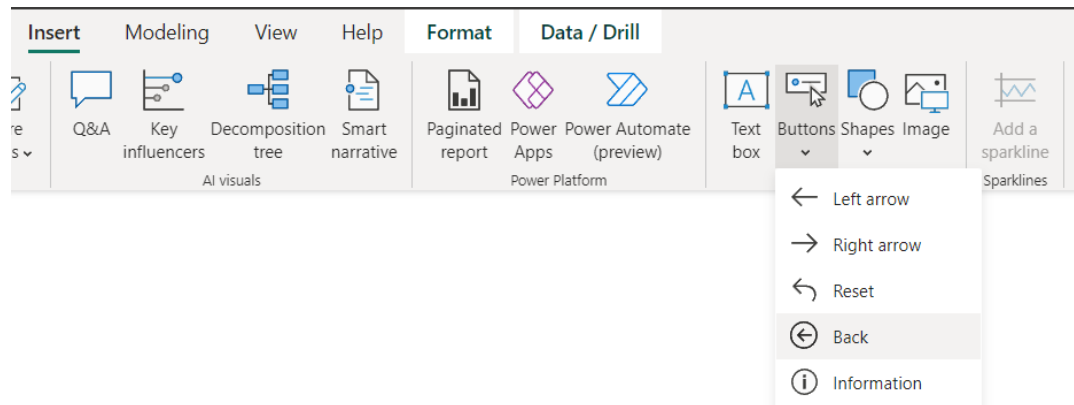 Insert Modeling View Help Format Data / Drill
Q&A Key influencers Decomposition tree Smart narrative Paginated report Power Apps Power Automate (preview) Text box Buttons Shapes Image Add a sparkline
AI visuals Power Platform Sparklines
Left arrow
Right arrow
Reset
Back
Information